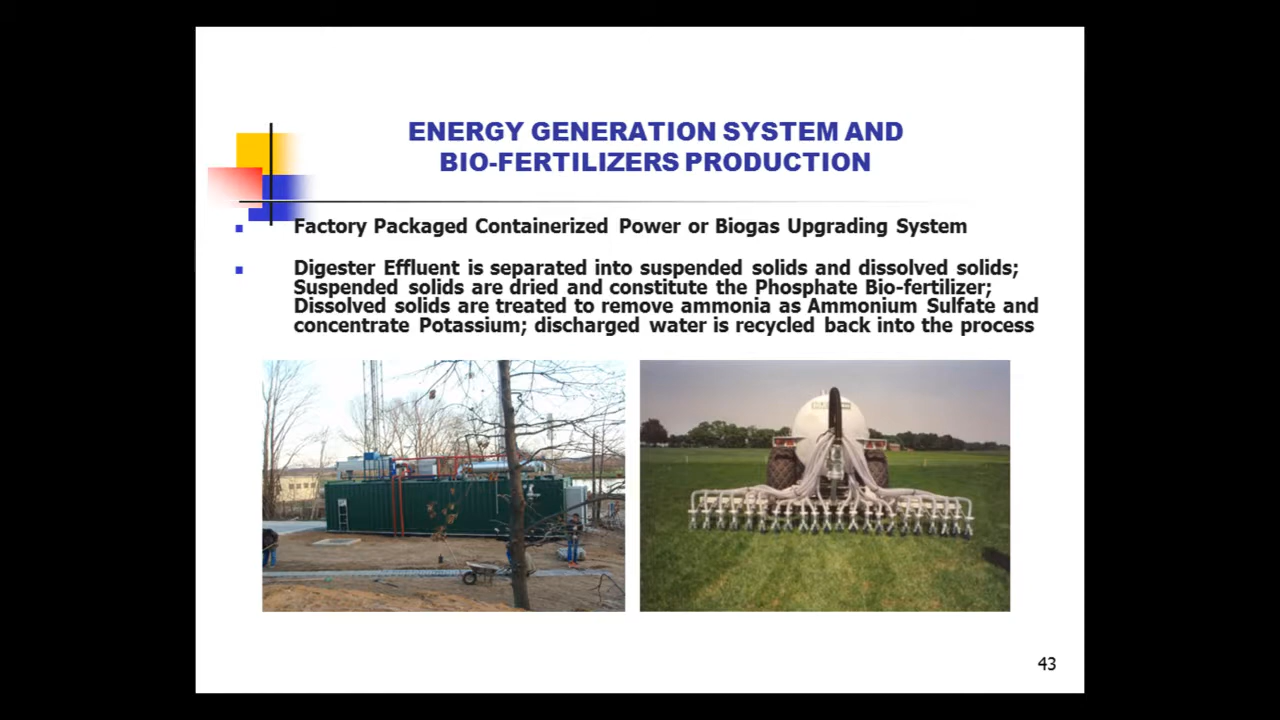 ENERGY GENERATION SYSTEM AND
BIO-FERTILIZERS PRODUCTION
Factory Packaged Containerized Power or Biogas Upgrading System
Digester Effluent is separated into suspended solids and dissolved solids;
Suspended solids are dried and constitute the Phosphate Bio-fertilizer;
Dissolved solids are treated to remove ammonia as Ammonium Sulfate and
concentrate Potassium; discharged water is recycled back into the process
43